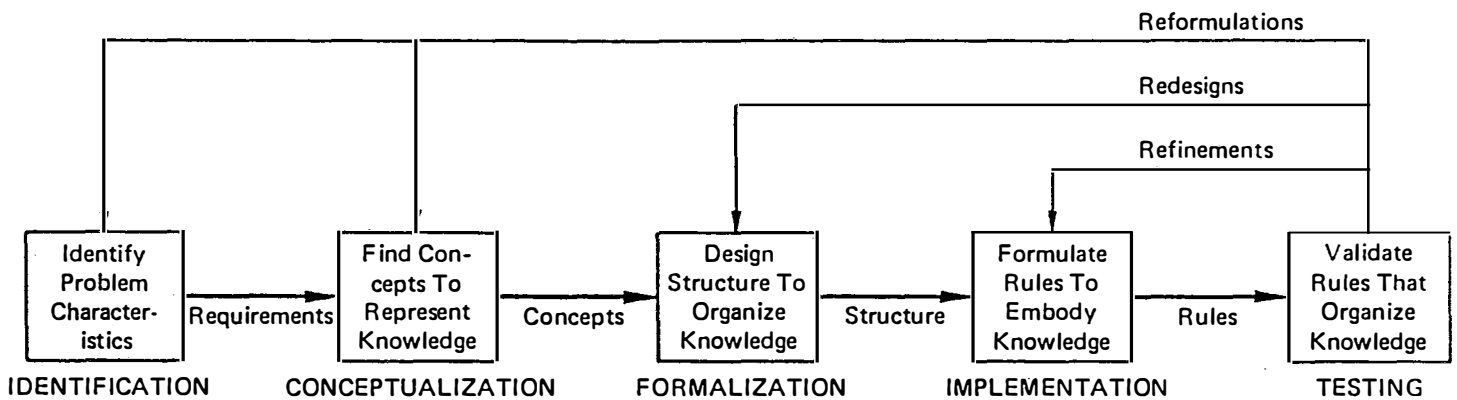 Reformulations
Redesigns
Refinements
Identify
Problem
Character-
istics
Requirements
Find Con-
cepts To
Represent
Knowledge
Concepts
Design
Structure To
Organize
Knowledge
Structure
Formulate
Rules To
Embody
Knowledge
Rules
Validate
Rules That
Organize
Knowledge
IDENTIFICATION
CONCEPTUALIZATION
FORMALIZATION
IMPLEMENTATION
TESTING